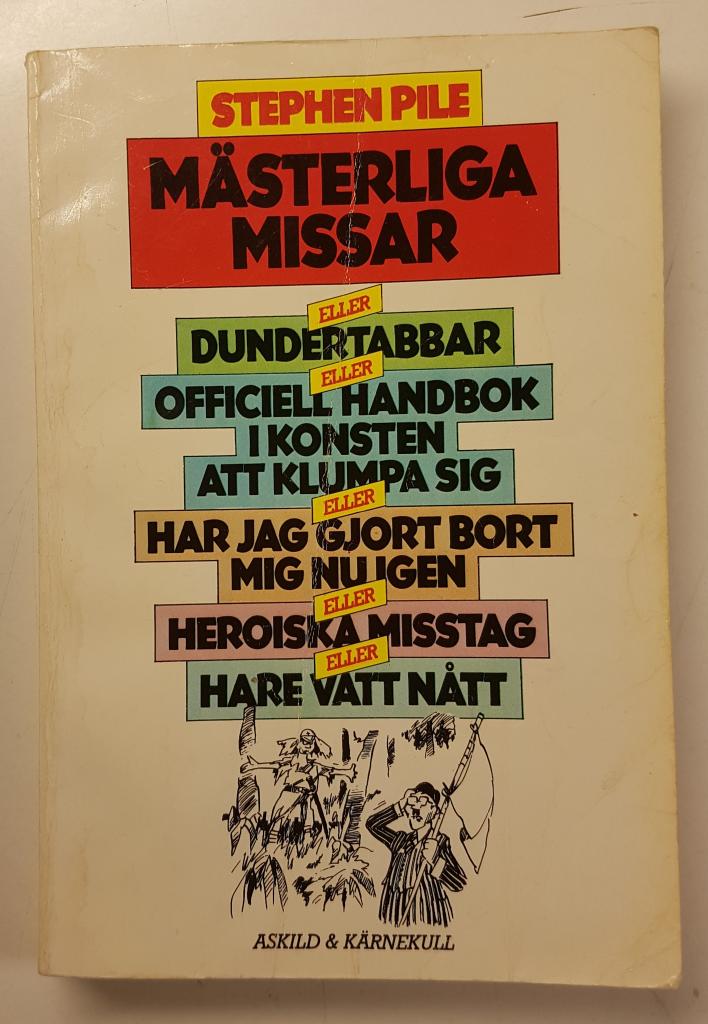 STEPHEN PILE
MÄSTERLIGA
MISSAR
ELLER
DUNDERTABBAR
ELLER
OFFICIELL HANDBOK
I KONSTEN
ATT KLUMPA SIG
ELLER
HAR JAG GJORT BORT
MIG NU IGEN
ELLER
HEROISKA MISSTAG
ELLER
HARE VATT NÅTT
ASKILD & KÄRNEKULL